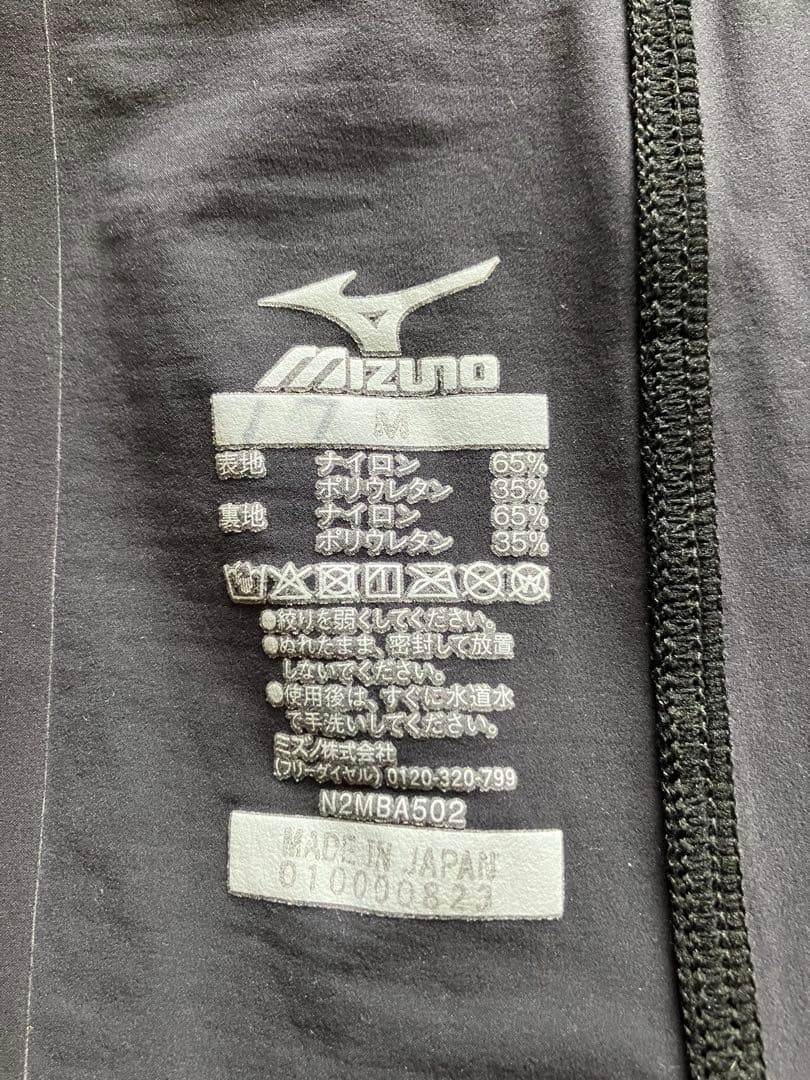 MIZUNO
M
表地 ナイロン 65%
ポリウレタン 35%
裏地 ナイロン 65%
ポリウレタン 35%
●絞りを弱くしてください。
●ぬれたまま、密封して放置
しないでください。
●使用後は、すぐに水道水
で手洗いしてください。
ミズノ株式会社
(フリーダイヤル) 0120-320-799
N2MBA502
MADE IN JAPAN
010090823